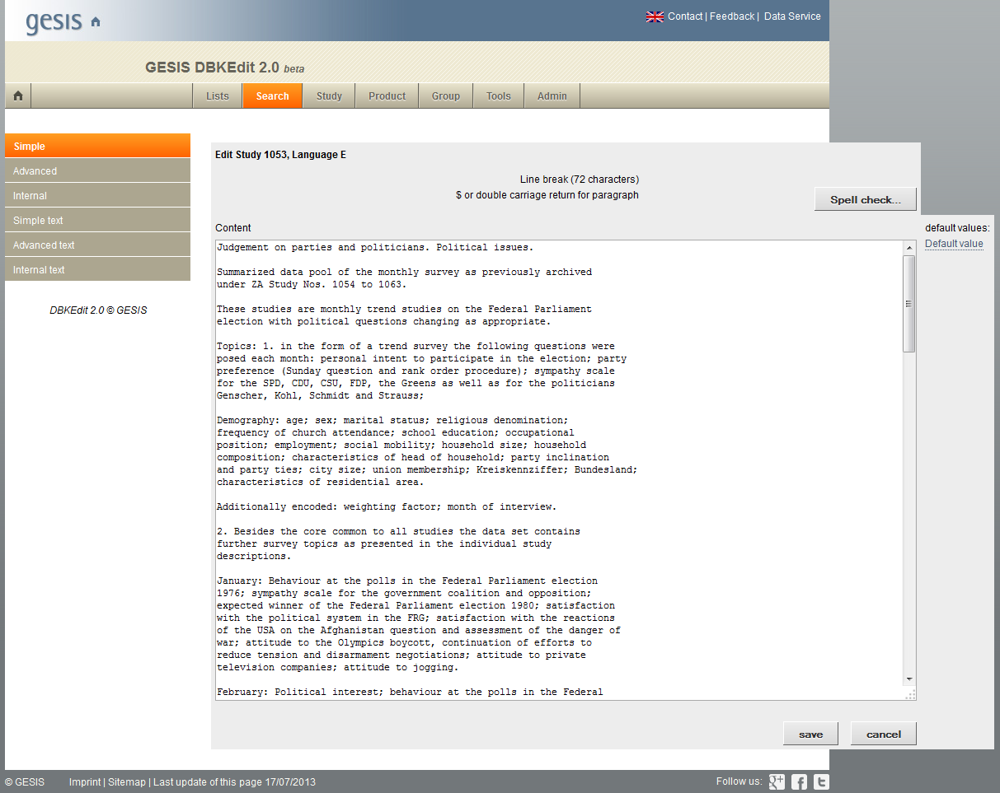 gesis
Contact | Feedback | Data Service
GESIS DBKEdit 2.0 beta
Lists Search Study Product Group Tools Admin
Simple
Advanced
Internal
Simple text
Advanced text
Internal text
DBKEdit 2.0 © GESIS
Edit Study 1053, Language E
Line break (72 characters)
$ or double carriage return for paragraph
Spell check...
Content
default values:
Default value
Judgement on parties and politicians. Political issues.
Summarized data pool of the monthly survey as previously archived
under ZA Study Nos. 1054 to 1063.
These studies are monthly trend studies on the Federal Parliament
election with political questions changing as appropriate.
Topics: 1. in the form of a trend survey the following questions were
posed each month: personal intent to participate in the election; party
preference (Sunday question and rank order procedure); sympathy scale
for the SPD, CDU, CSU, FDP, the Greens as well as for the politicians
Genscher, Kohl, Schmidt and Strauss;
Demography: age; sex; marital status; religious denomination;
frequency of church attendance; school education; occupational
position; employment; social mobility; household size; household
composition; characteristics of head of household; party inclination
and party ties; city size; union membership; Kreiskennziffer; Bundesland;
characteristics of residential area.
Additionally encoded: weighting factor; month of interview.
2. Besides the core common to all studies the data set contains
further survey topics as presented in the individual study
descriptions.
January: Behaviour at the polls in the Federal Parliament election
1976; sympathy scale for the government coalition and opposition;
expected winner of the Federal Parliament election 1980; satisfaction
with the political system in the FRG; satisfaction with the reactions
of the USA on the Afghanistan question and assessment of the danger of
war; attitude to the Olympics boycott, continuation of efforts to
reduce tension and disarmament negotiations; attitude to private
television companies; attitude to jogging.
February: Political interest; behaviour at the polls in the Federal
save cancel
© GESIS Imprint | Sitemap | Last update of this page 17/07/2013
Follow us: